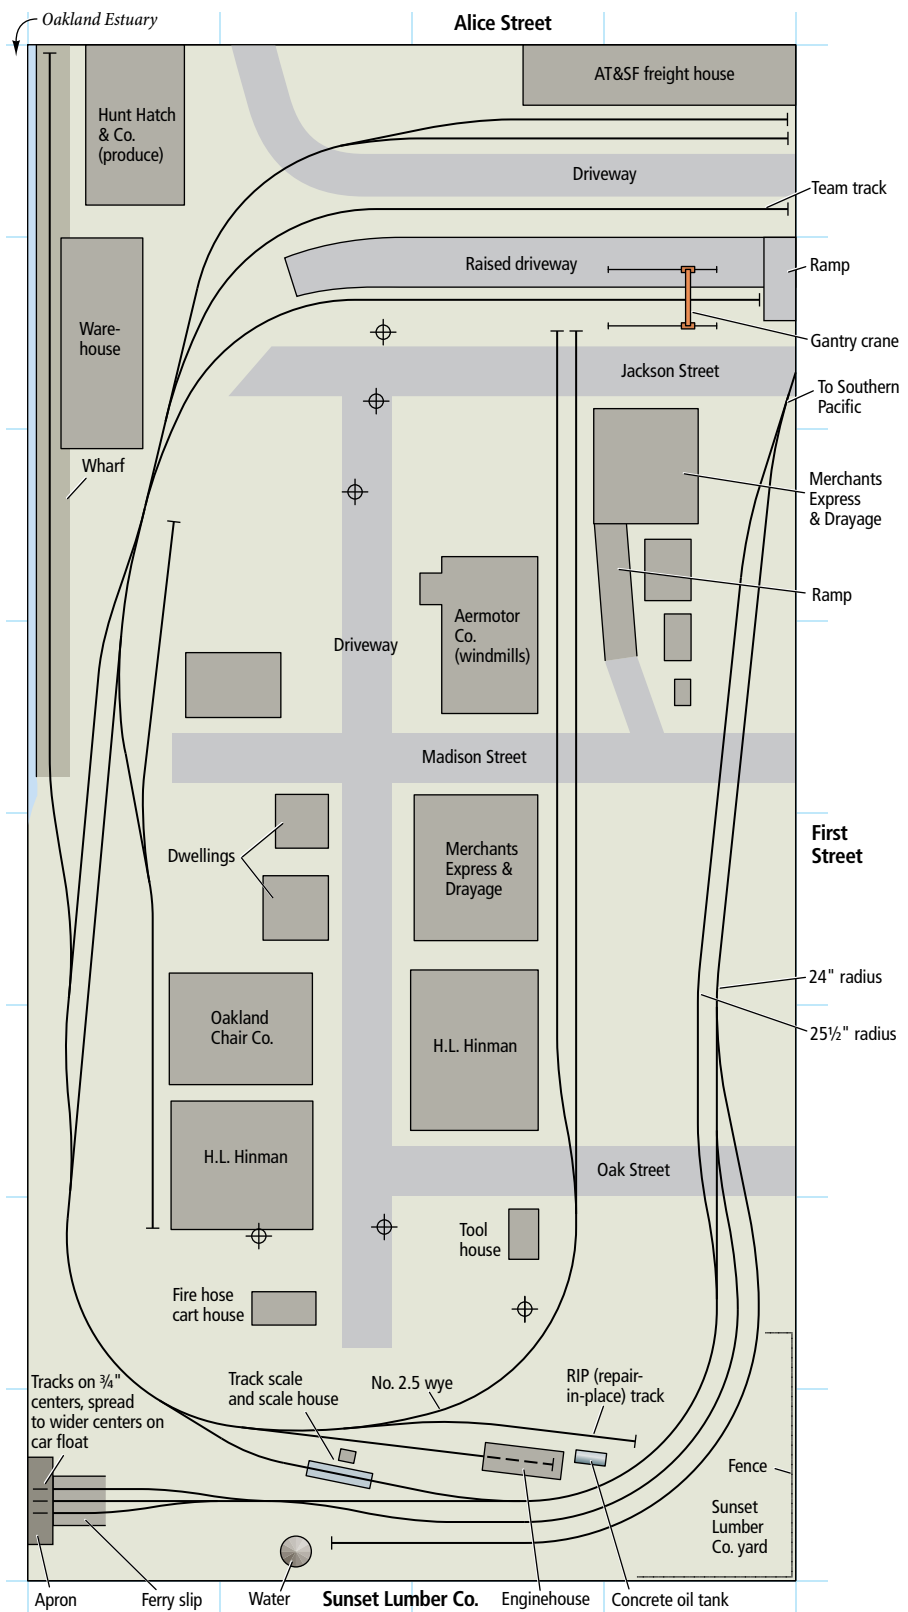 Oakland Estuary
Alice Street
AT&SF freight house
Hunt Hatch
& Co.
(produce)
Driveway
Team track
Raised driveway
Ramp
Ware-
house
Gantry crane
Jackson Street
To Southern
Pacific
Wharf
Merchants
Express
& Drayage
Ramp
Aermotor
Co.
(windmills)
Driveway
Madison Street
First
Street
Dwellings
Merchants
Express &
Drayage
24" radius
25½" radius
Oakland
Chair Co.
H.L. Hinman
H.L. Hinman
Oak Street
Tool
house
Fire hose
cart house
Tracks on ¾"
centers, spread
to wider centers on
car float
Track scale
and scale house
No. 2.5 wye
RIP (repair-
in-place) track
Fence
Sunset
Lumber
Co. yard
Apron
Ferry slip
Water
Sunset Lumber Co.
Enginehouse
Concrete oil tank